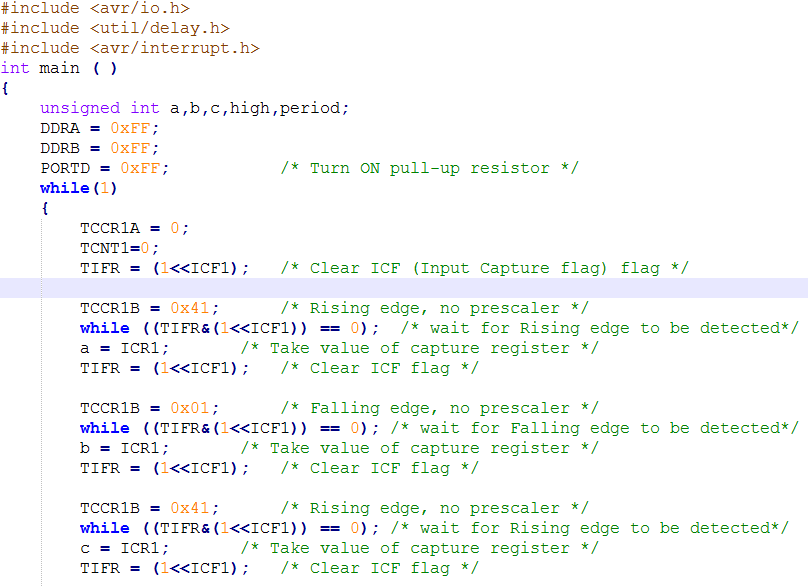 #include <avr/io.h>
#include <util/delay.h>
#include <avr/interrupt.h>
int main ( )
{
    unsigned int a,b,c,high,period;
    DDRA = 0xFF;
    DDRB = 0xFF;
    PORTD = 0xFF;           /* Turn ON pull-up resistor */
    while(1)
    {
        TCCR1A = 0;
        TCNT1=0;
        TIFR = (1<<ICF1);   /* Clear ICF (Input Capture flag) flag */

        TCCR1B = 0x41;      /* Rising edge, no prescaler */
        while ((TIFR&(1<<ICF1)) == 0);  /* wait for Rising edge to be detected*/
        a = ICR1;       /* Take value of capture register */
        TIFR = (1<<ICF1);   /* Clear ICF flag */

        TCCR1B = 0x01;      /* Falling edge, no prescaler */
        while ((TIFR&(1<<ICF1)) == 0); /* wait for Falling edge to be detected*/
        b = ICR1;       /* Take value of capture register */
        TIFR = (1<<ICF1);   /* Clear ICF flag */

        TCCR1B = 0x41;      /* Rising edge, no prescaler */
        while ((TIFR&(1<<ICF1)) == 0); /* wait for Rising edge to be detected*/
        c = ICR1;       /* Take value of capture register */
        TIFR = (1<<ICF1);   /* Clear ICF flag */